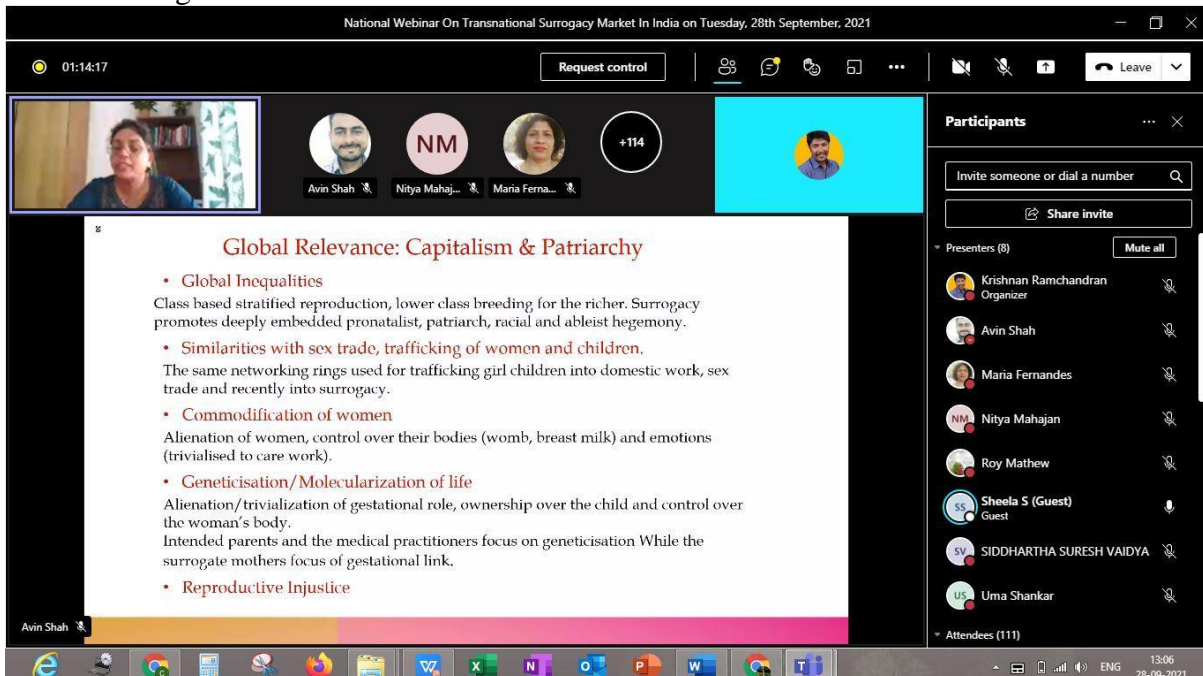 National Webinar On Transnational Surrogacy Market In India on Tuesday, 28th September, 2021
01:14:17
Request control
Leave
Avin Shah
NM
Nitya Mahaj...
Maria Ferna...
+114
Global Relevance: Capitalism & Patriarchy
• Global Inequalities
Class based stratified reproduction, lower class breeding for the richer. Surrogacy
promotes deeply embedded pronatalist, patriarch, racial and ableist hegemony.
• Similarities with sex trade, trafficking of women and children.
The same networking rings used for trafficking girl children into domestic work, sex
trade and recently into surrogacy.
• Commodification of women
Alienation of women, control over their bodies (womb, breast milk) and emotions
(trivialised to care work).
• Geneticisation/Molecularization of life
Alienation/trivialization of gestational role, ownership over the child and control over
the woman's body.
Intended parents and the medical practitioners focus on geneticisation While the
surrogate mothers focus of gestational link.
• Reproductive Injustice
Avin Shah
Participants
Invite someone or dial a number
Share invite
Presenters (8)
Mute all
Krishnan Ramchandran
Organizer
Avin Shah
Maria Fernandes
NM
Nitya Mahajan
Roy Mathew
SS
Sheela S (Guest)
Guest
SV
SIDDHARTHA SURESH VAIDYA
US
Uma Shankar
Attendees (111)
ENG
13:06
28-09-2021